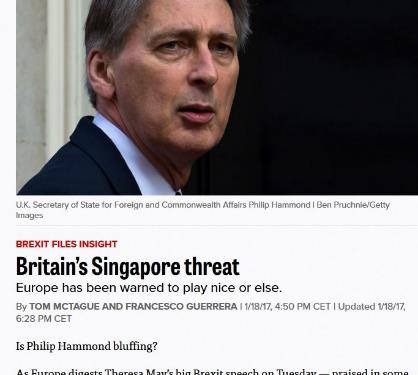 U.K. Secretary of State for Foreign and Commonwealth Affairs Philip Hammond | Ben Pruchnie/Getty
Images
BREXIT FILES INSIGHT
Britain's Singapore threat
Europe has been warned to play nice or else.
By TOM MCTAGUE AND FRANCESCO GUERRERA | 1/18/17, 4:50 PM CET | Updated 1/18/17,
6:28 PM CET
Is Philip Hammond bluffing?
As Europe digests Theresa May's big Brexit speech on Tuesday — praised in some